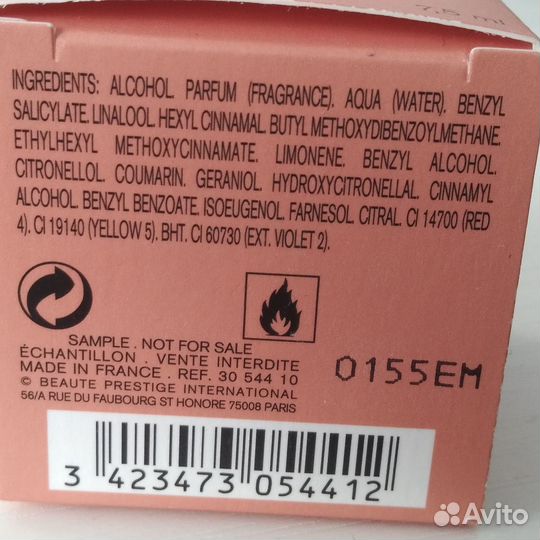 7,5 ml
INGREDIENTS: ALCOHOL. PARFUM (FRAGRANCE). AQUA (WATER). BENZYL
SALICYLATE. LINALOOL. HEXYL CINNAMAL. BUTYL METHOXYDIBENZOYLMETHANE.
ETHYLHEXYL METHOXYCINNAMATE. LIMONENE. BENZYL ALCOHOL.
CITRONELLOL. COUMARIN. GERANIOL. HYDROXYCITRONELLAL. CINNAMYL
ALCOHOL. BENZYL BENZOATE. ISOEUGENOL. FARNESOL. CITRAL. CI 14700 (RED
4). CI 19140 (YELLOW 5). BHT. CI 60730 (EXT. VIOLET 2).
SAMPLE . NOT FOR SALE
ÉCHANTILLON . VENTE INTERDITE
MADE IN FRANCE . REF. 30 544 10
© BEAUTE PRESTIGE INTERNATIONAL
56/A RUE DU FAUBOURG ST HONORE 75008 PARIS
0155EM
3 423473 054412
Avito